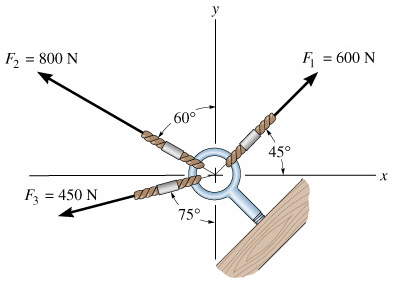 y
F₂ = 800 N
F₁ = 600 N
60°
45°
x
F₃ = 450 N
75°